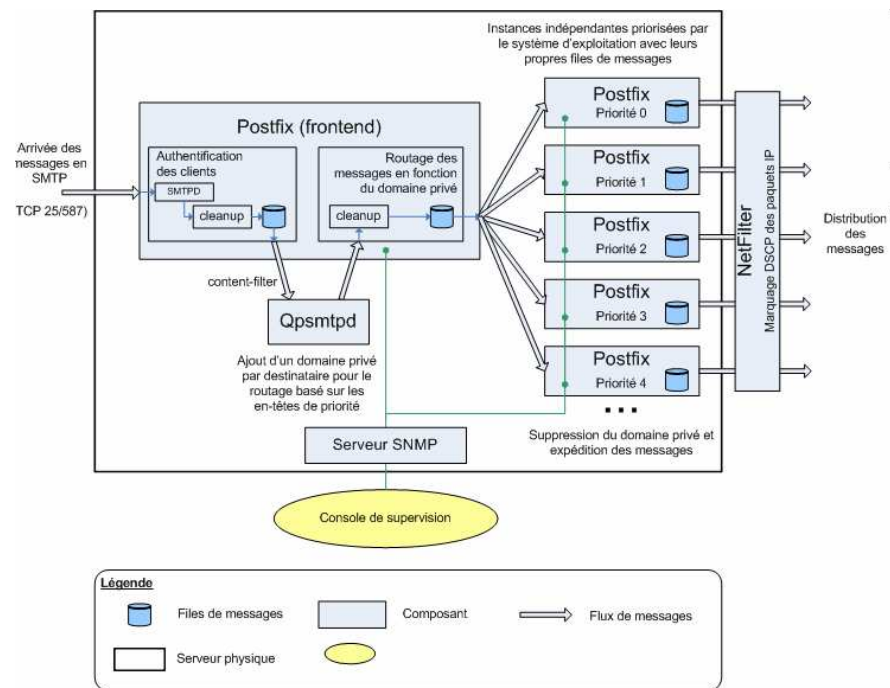 Instances indépendantes priorisées par
le système d'exploitation avec leurs
propres files de messages
Arrivée des
messages en
SMTP
TCP 25/587)
Postfix (frontend)
Authentification
des clients
SMTPD
cleanup
Routage des
messages en fonction
du domaine privé
cleanup
content-filter
Qpsmtpd
Ajout d'un domaine privé
par destinataire pour le
routage basé sur les
en-têtes de priorité
Postfix
Priorité 0
Postfix
Priorité 1
Postfix
Priorité 2
Postfix
Priorité 3
Postfix
Priorité 4
...
Suppression du domaine privé et
expédition des messages
NetFilter
Marquage DSCP des paquets IP
Distribution
des
messages
Serveur SNMP
Console de supervision
Légende
Files de messages
Composant
Flux de messages
Serveur physique